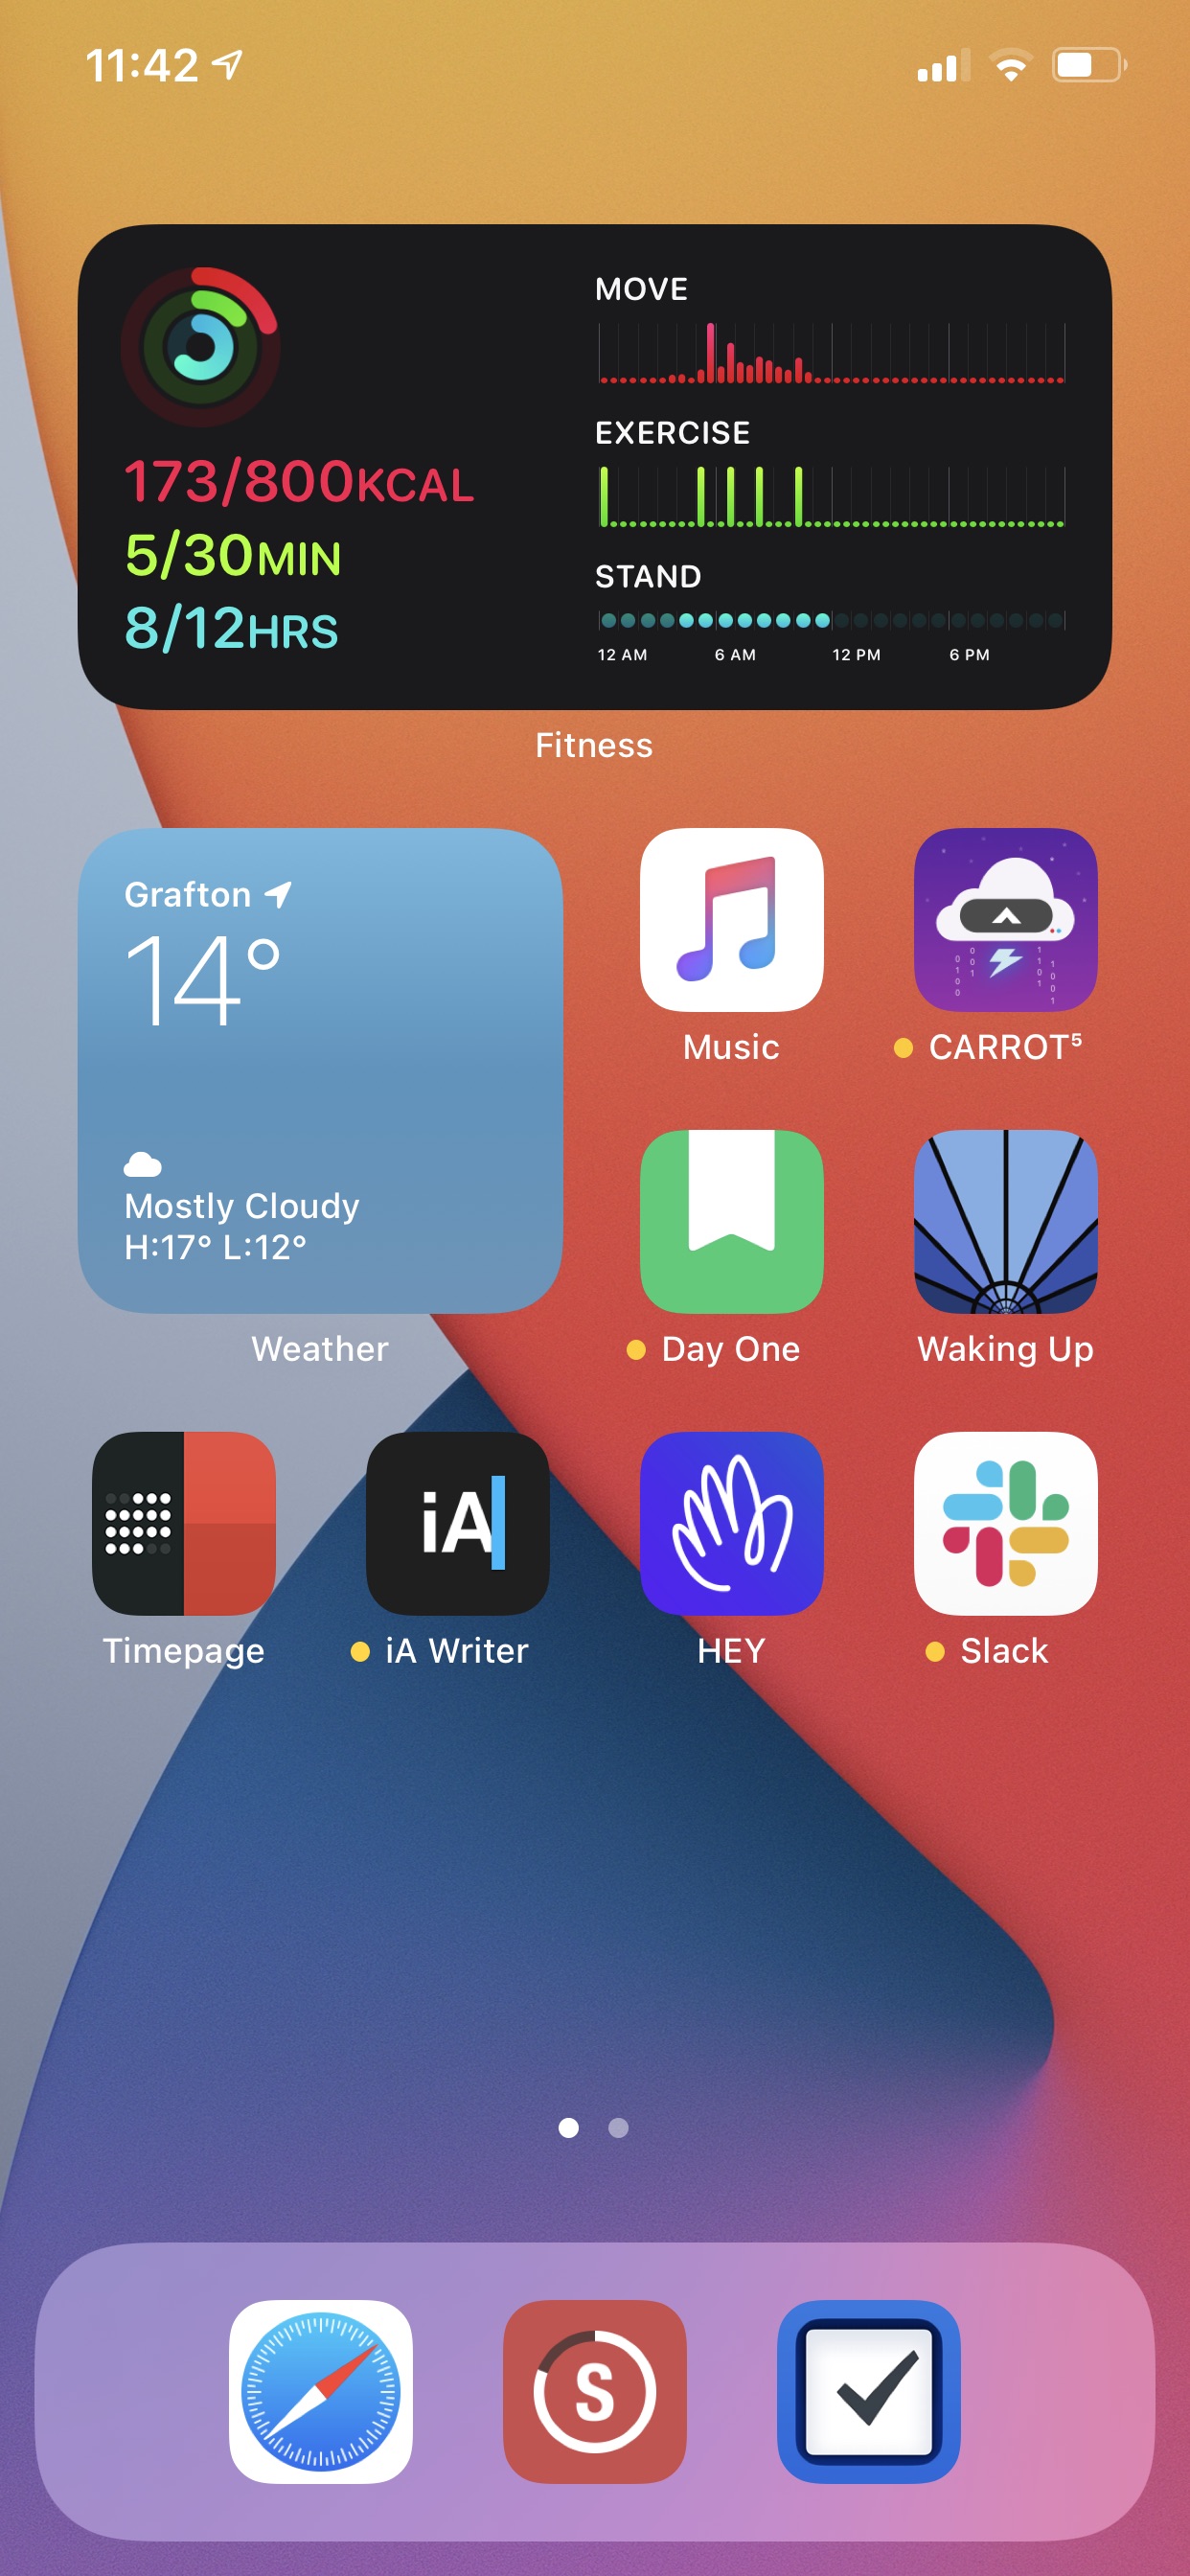 11:42
173/800KCAL
5/30MIN
8/12HRS
MOVE
EXERCISE
STAND
12 AM 6 AM 12 PM 6 PM
Fitness
Grafton
14°
Mostly Cloudy
H:17° L:12°
Weather
Music
CARROT⁵
Day One
Waking Up
iA
Timepage
iA Writer
HEY
Slack
S